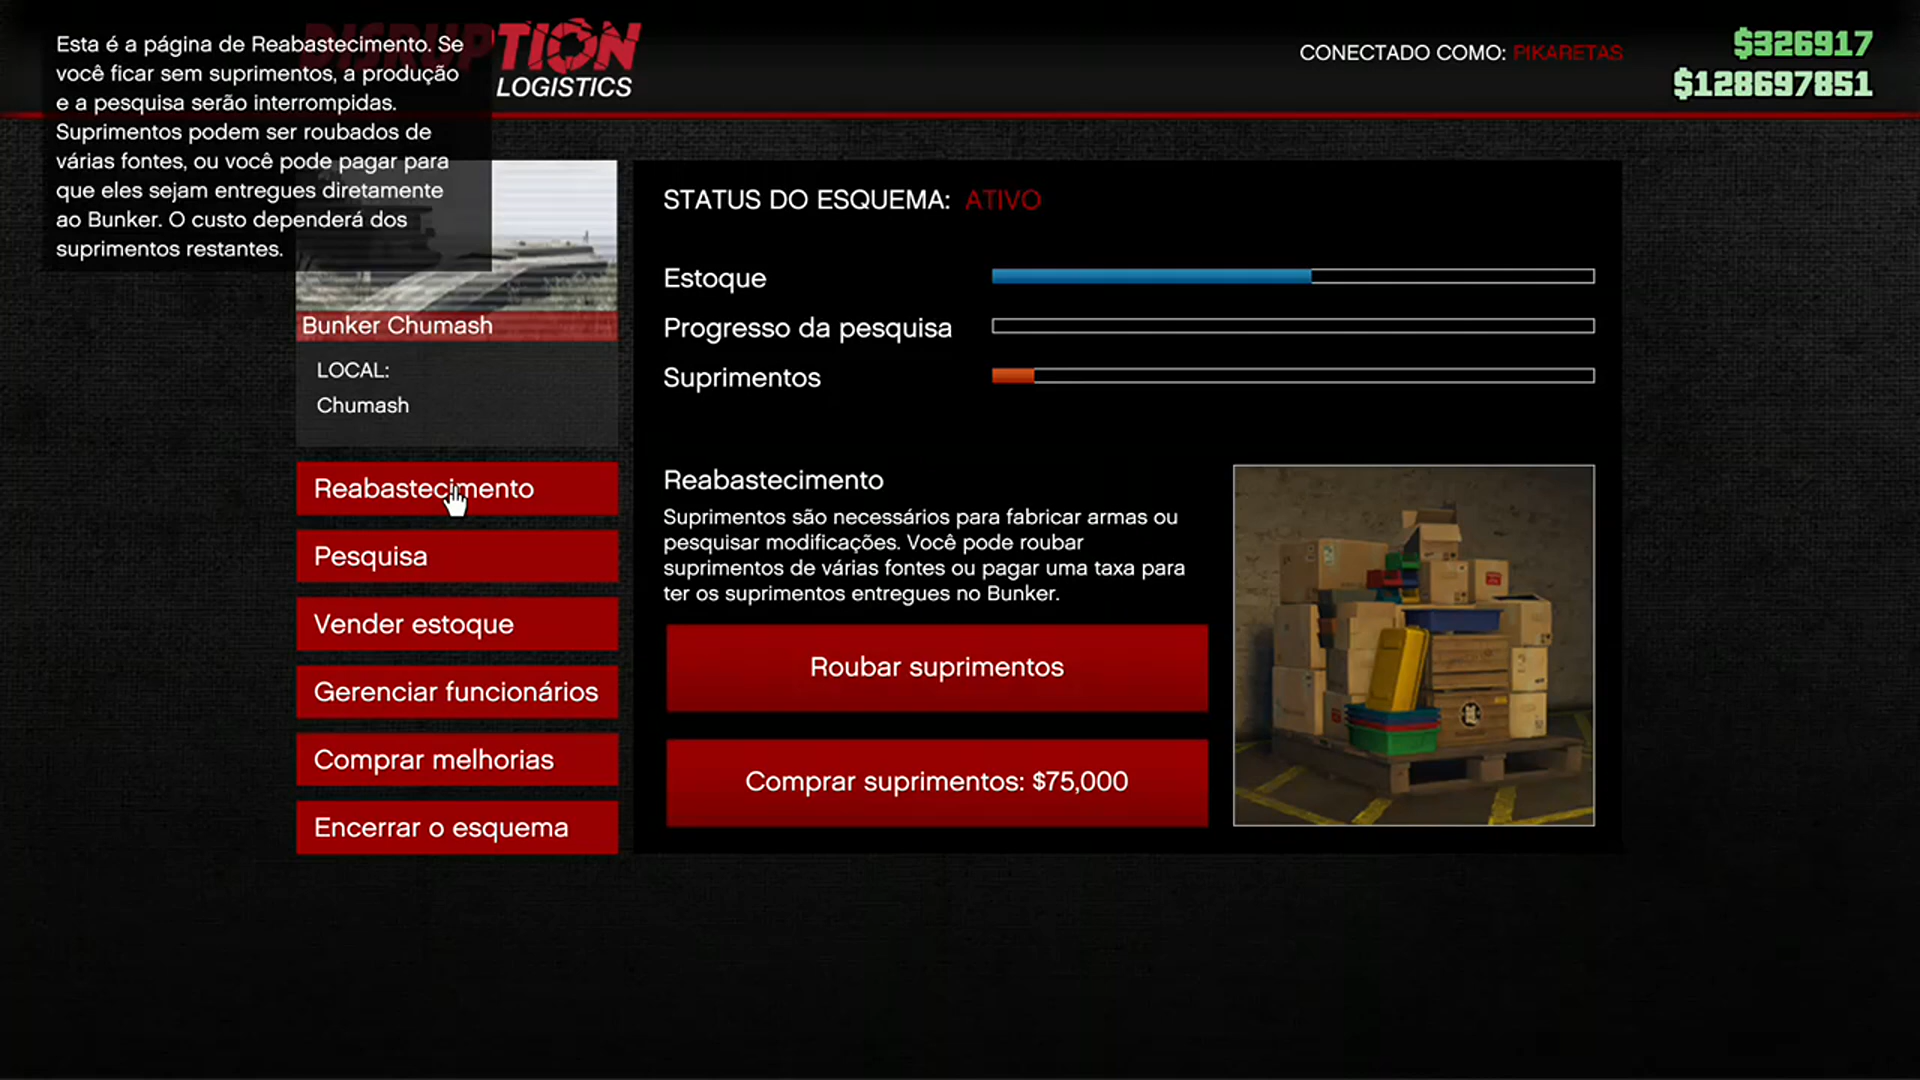 Esta é a página de Reabastecimento. Se
você ficar sem suprimentos, a produção
e a pesquisa serão interrompidas.
Suprimentos podem ser roubados de
várias fontes, ou você pode pagar para
que eles sejam entregues diretamente
ao Bunker. O custo dependerá dos
suprimentos restantes.
DISRUPTION
LOGISTICS
CONECTADO COMO: PIKARETAS
$326917
$128697851
Bunker Chumash
LOCAL:
Chumash
Reabastecimento
Pesquisa
Vender estoque
Gerenciar funcionários
Comprar melhorias
Encerrar o esquema
STATUS DO ESQUEMA: ATIVO
Estoque
Progresso da pesquisa
Suprimentos
Reabastecimento
Suprimentos são necessários para fabricar armas ou
pesquisar modificações. Você pode roubar
suprimentos de várias fontes ou pagar uma taxa para
ter os suprimentos entregues no Bunker.
Roubar suprimentos
Comprar suprimentos: $75,000